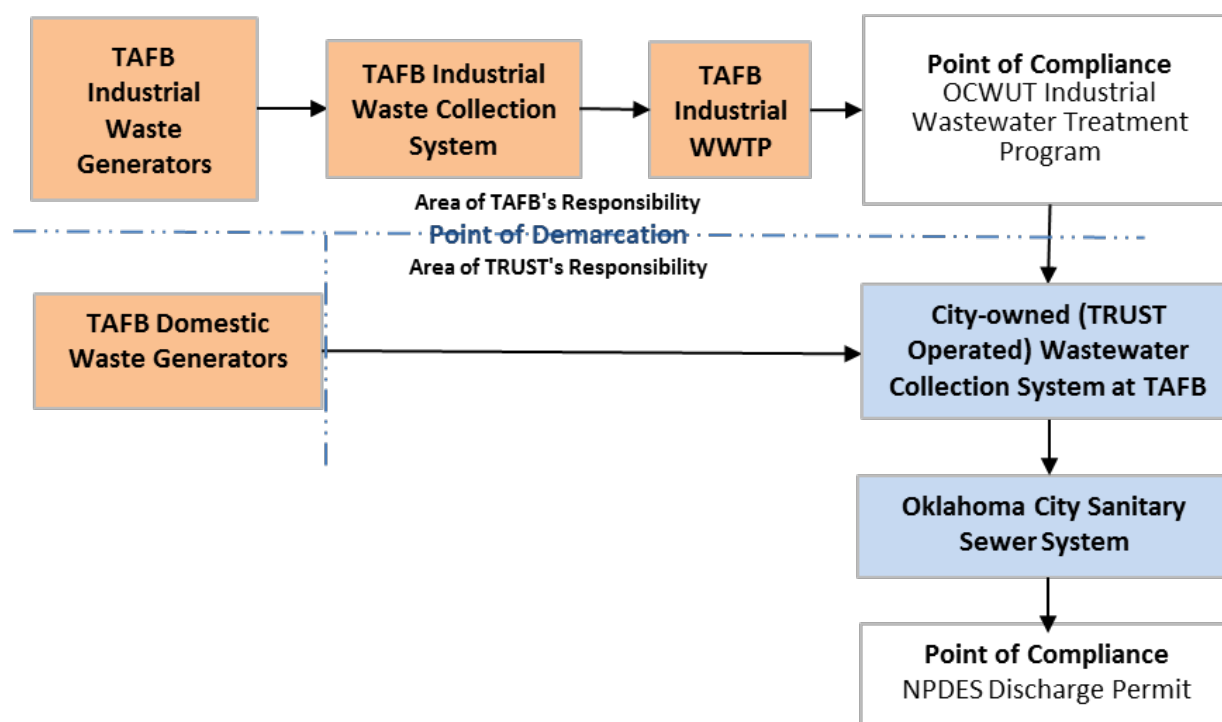 TAFB
Industrial
Waste
Generators
TAFB Industrial
Waste Collection
System
TAFB
Industrial
WWTP
Point of Compliance
OCWUT Industrial
Wastewater Treatment
Program
Area of TAFB's Responsibility
Point of Demarcation
Area of TRUST's Responsibility
TAFB Domestic
Waste Generators
City-owned (TRUST
Operated) Wastewater
Collection System at TAFB
Oklahoma City Sanitary
Sewer System
Point of Compliance
NPDES Discharge Permit